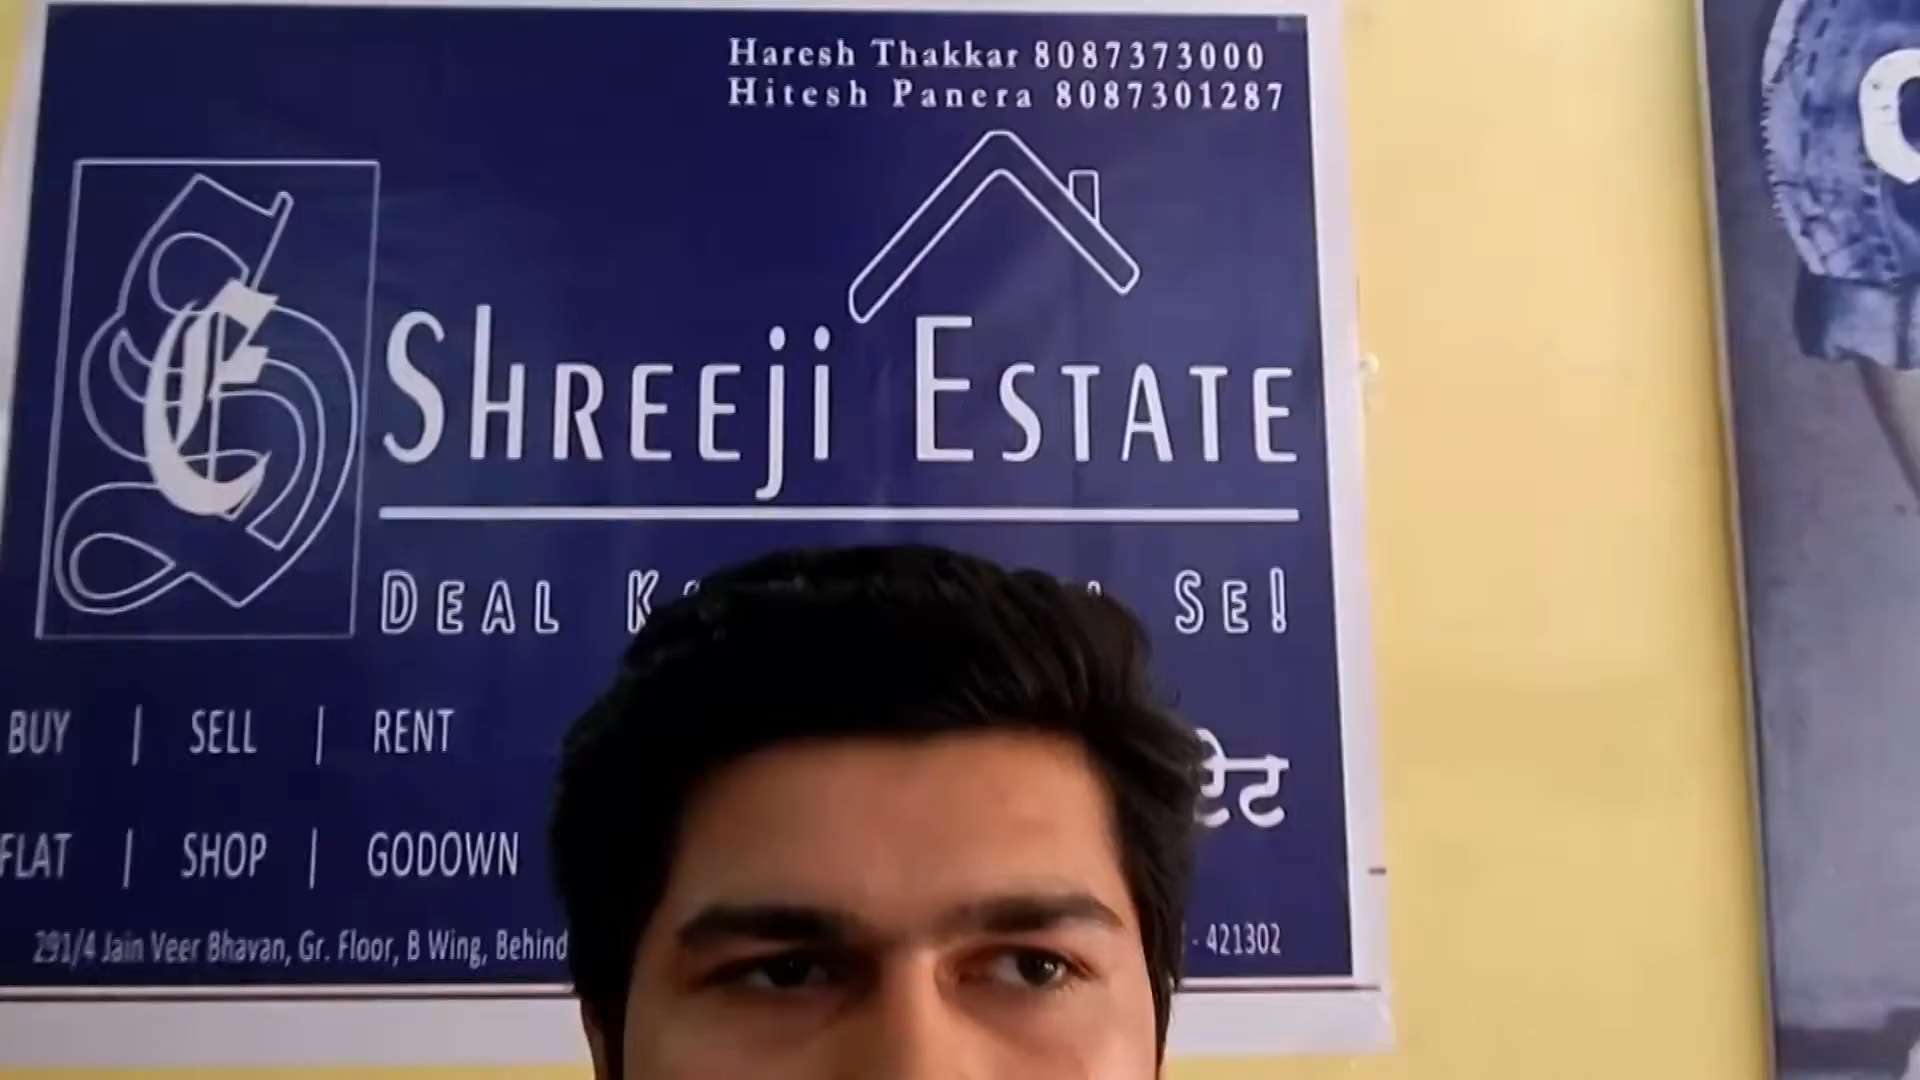 Haresh Thakkar 8087373000
Hitesh Panera 8087301287
SHREEji ESTATE
DEAL SE!
BUY | SELL | RENT
FLAT | SHOP | GODOWN
291/4 Jain Veer Bhavan, Gr. Floor, B Wing, Behind - 421302